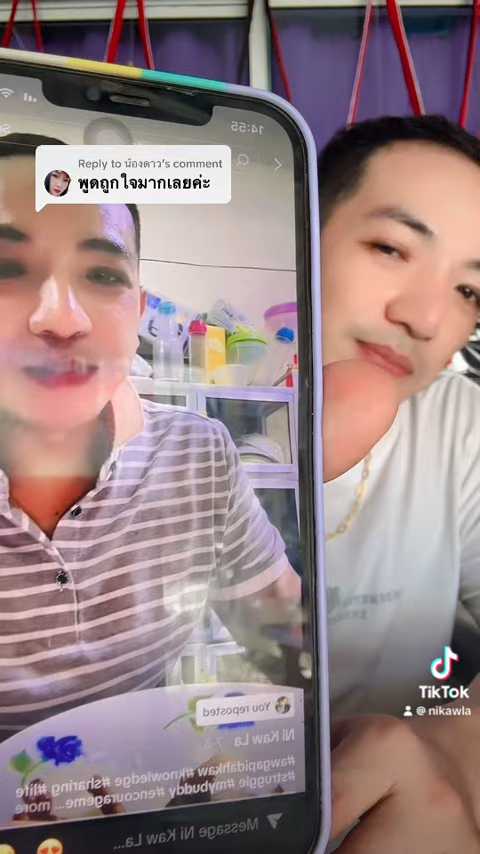 14:55
Reply to น้องดาว's comment
พูดถูกใจมากเลยค่ะ
You reposted
Ni Kaw La
#awgapidahkaw #knowledge #sharing #life
#struggle #mybuddy #encourageme... more
Message Ni Kaw La...
TikTok
@nikawla